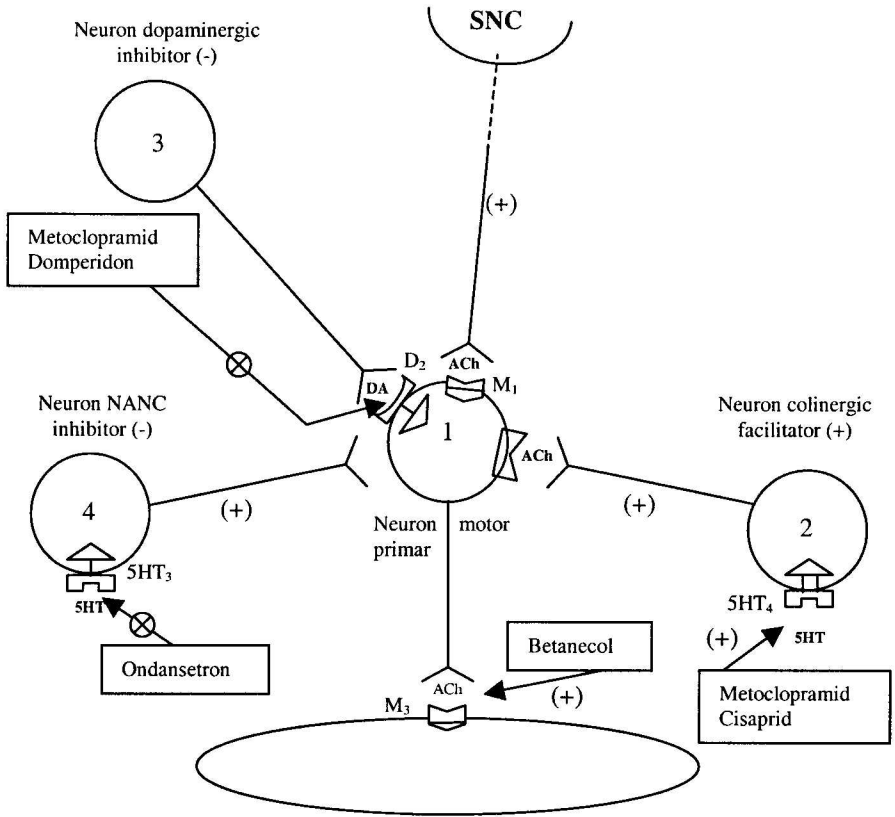 SNC
Neuron dopaminergic
inhibitor (-)
3
(+)
Metoclopramid
Domperidon
D2
ACh
DA
M1
1
ACh
Neuron NANC
inhibitor (-)
4
(+)
5HT3
5HT
Ondansetron
Neuron colinergic
facilitator (+)
2
(+)
5HT4
5HT
(+)
Metoclopramid
Cisaprid
Neuron motor
primar
Betanecol
(+)
ACh
M3